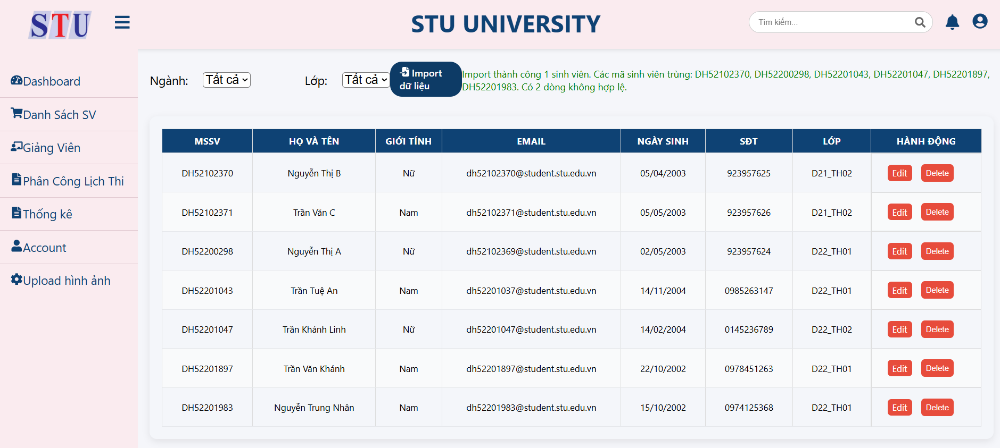 STU
STU UNIVERSITY
Tìm kiếm...
Dashboard
Danh Sách SV
Giảng Viên
Phân Công Lịch Thi
Thống kê
Account
Upload hình ảnh
Ngành: Tất cả
Lớp: Tất cả
Import
dữ liệu
Import thành công 1 sinh viên. Các mã sinh viên trùng: DH52102370, DH52200298, DH52201043, DH52201047, DH52201897,
DH52201983. Có 2 dòng không hợp lệ.
MSSV HỌ VÀ TÊN GIỚI TÍNH EMAIL NGÀY SINH SĐT LỚP HÀNH ĐỘNG
DH52102370 Nguyễn Thị B Nữ dh52102370@student.stu.edu.vn 05/04/2003 923957625 D21_TH02 Edit Delete
DH52102371 Trần Văn C Nam dh52102371@student.stu.edu.vn 05/05/2003 923957626 D21_TH02 Edit Delete
DH52200298 Nguyễn Thị A Nữ dh52102369@student.stu.edu.vn 02/05/2003 923957624 D22_TH01 Edit Delete
DH52201043 Trần Tuệ An Nam dh52201037@student.stu.edu.vn 14/11/2004 0985263147 D22_TH01 Edit Delete
DH52201047 Trần Khánh Linh Nữ dh52201047@student.stu.edu.vn 14/02/2004 0145236789 D22_TH02 Edit Delete
DH52201897 Trần Văn Khánh Nam dh52201897@student.stu.edu.vn 22/10/2002 0978451263 D22_TH01 Edit Delete
DH52201983 Nguyễn Trung Nhân Nam dh52201983@student.stu.edu.vn 15/10/2002 0974125368 D22_TH01 Edit Delete